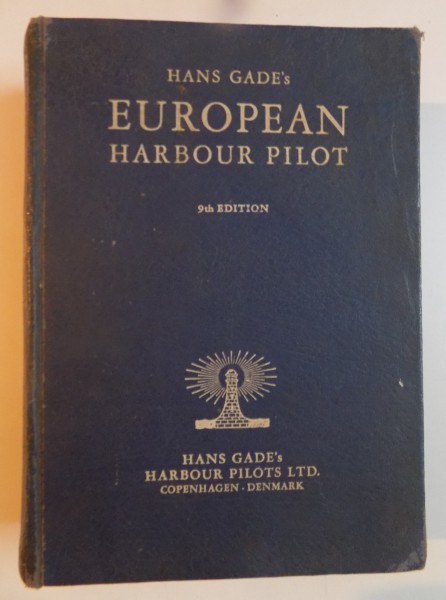 HANS GADE's
EUROPEAN
HARBOUR PILOT
9th EDITION
HANS GADE's
HARBOUR PILOTS LTD.
COPENHAGEN · DENMARK